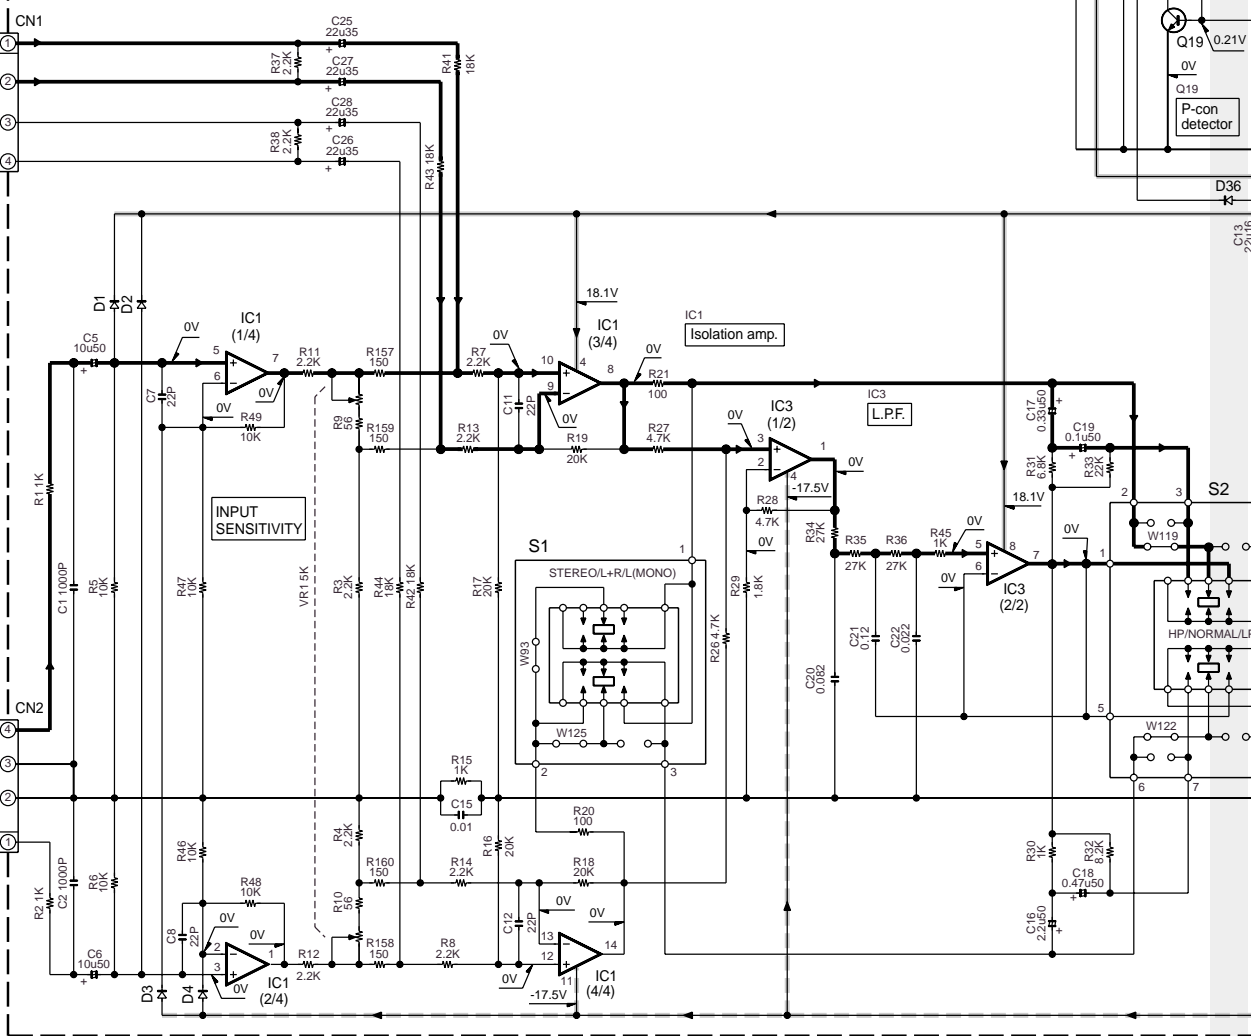 CN1
1
2
3
4
C25
22u35
+
R37
2.2K
C27
22u35
+
C28
22u35
+
R38
2.2K
C26
22u35
+
R41
18K
R43 18K
Q19
0.21V
0V
Q19
P-con
detector
D36
C13
22u16
D1
D2
C5
10u50
+
0V
IC1
(1/4)
5
+
6
−
7
0V
0V
C7
22P
R49
10K
R11
2.2K
R157
150
R9
56
R159
150
R7
2.2K
0V
C11
22P
R13
2.2K
10
+
9
−
4
8
IC1
(3/4)
18.1V
0V
0V
R19
20K
R21
100
R27
4.7K
IC1
Isolation amp.
IC3
L.P.F.
IC3
(1/2)
0V
3
+
2
−
1
4
0V
-17.5V
R28
4.7K
0V
R34
27K
R35
27K
R36
27K
R45
1K
0V
18.1V
5
+
6
−
8
7
0V
IC3
(2/2)
0V
C17
0.33u50
+
C19
0.1u50
+
R31
6.8K
R33
22K
2
3
S2
W119
1
HP/NORMAL/LP
5
W122
6
7
R1 1K
INPUT
SENSITIVITY
C1 1000P
R5
10K
R47
10K
VR1 5K
R3
2.2K
R44
18K
R42 18K
R17
20K
S1
STEREO/L+R/L(MONO)
1
W93
W125
2
3
R26 4.7K
R29
1.8K
C20
0.082
C21
0.12
C22
0.022
CN2
4
3
2
1
R15
1K
C15
0.01
R20
100
R2 1K
C2 1000P
R6
10K
R46
10K
R4
2.2K
R16
20K
R160
150
R14
2.2K
R18
20K
R48
10K
C8
22P
0V
0V
R10
56
C12
22P
0V
R30
1K
R32
8.2K
C18
0.47u50
+
C16
2.2u50
+
C6
10u50
+
2
−
3
+
1
0V
IC1
(2/4)
R12
2.2K
R158
150
R8
2.2K
0V
13
−
12
+
11
14
0V
IC1
(4/4)
-17.5V
D3
D4